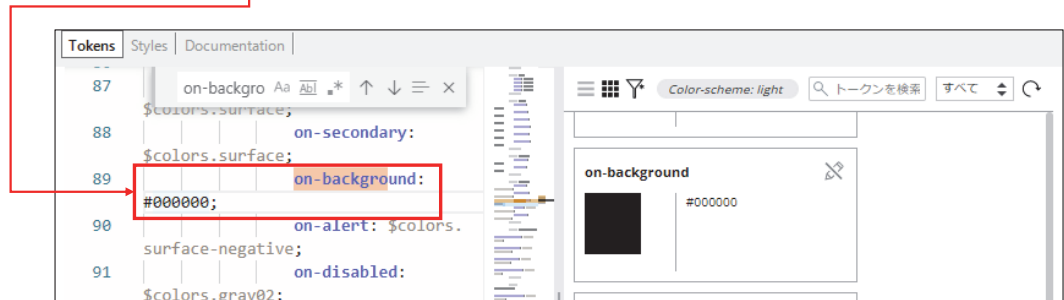 Tokens Styles Documentation
87
on-backgro Aa Abl .*
Color-scheme: light トークンを検索 すべて
$colors.surface;
88 on-secondary:
$colors.surface;
89 on-background:
#000000;
90 on-alert: $colors.
surface-negative;
91 on-disabled:
$colors.gray02;
on-background
#000000